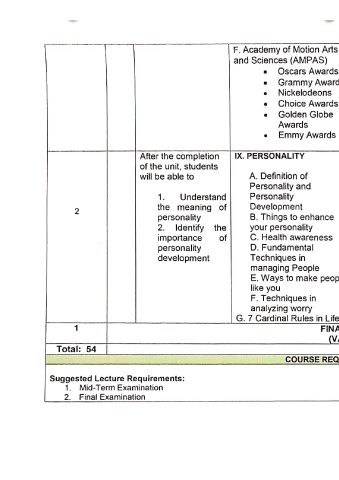 F. Academy of Motion Arts
and Sciences (AMPAS)
• Oscars Awards
• Grammy Award
• Nickelodeons
• Choice Awards
• Golden Globe
Awards
• Emmy Awards
2
After the completion
of the unit, students
will be able to
1. Understand
the meaning of
personality
2. Identify the
importance of
personality
development
IX. PERSONALITY
A. Definition of
Personality and
Personality
Development
B. Things to enhance
your personality
C. Health awareness
D. Fundamental
Techniques in
managing People
E. Ways to make peop
like you
F. Techniques in
analyzing worry
G. 7 Cardinal Rules in Life
1
FINA
(VA
Total: 54
COURSE REQ
Suggested Lecture Requirements:
1. Mid-Term Examination
2. Final Examination